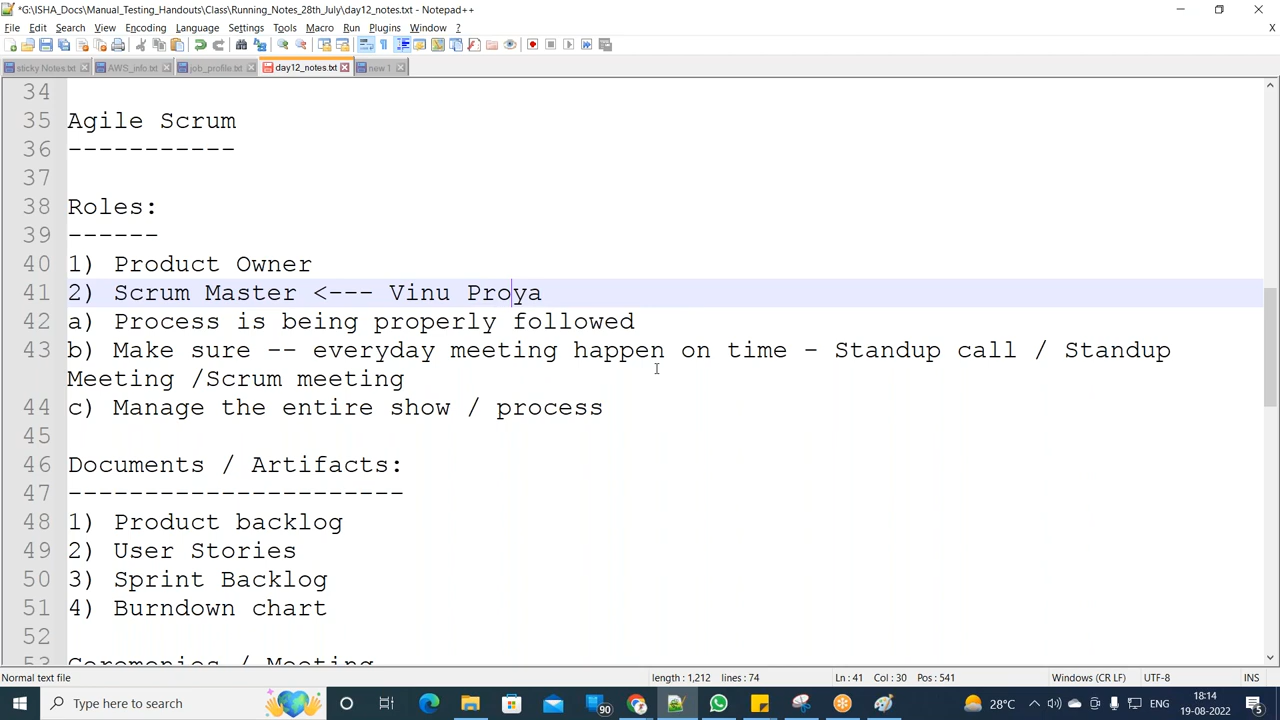 *G:\ISHA_Docs\Manual_Testing_Handouts\Class\Running_Notes_28th_July\day12_notes.txt - Notepad++
File Edit Search View Encoding Language Settings Tools Macro Run Plugins Window ? X
sticky Notes.txt AWS_info.txt job_profile.txt day12_notes.txt new 1
34
35 Agile Scrum
36 -----------
37
38 Roles:
39 ------
40 1) Product Owner
41 2) Scrum Master <--- Vinu Proya
42 a) Process is being properly followed
43 b) Make sure -- everyday meeting happen on time - Standup call / Standup
Meeting /Scrum meeting
44 c) Manage the entire show / process
45
46 Documents / Artifacts:
47 ----------------------
48 1) Product backlog
49 2) User Stories
50 3) Sprint Backlog
51 4) Burndown chart
52
53 Ceremonies / Meeting
Normal text file length : 1,212 lines : 74 Ln : 41 Col : 30 Pos : 541 Windows (CR LF) UTF-8 INS
Type here to search 90 28°C ENG 18:14
19-08-2022 5